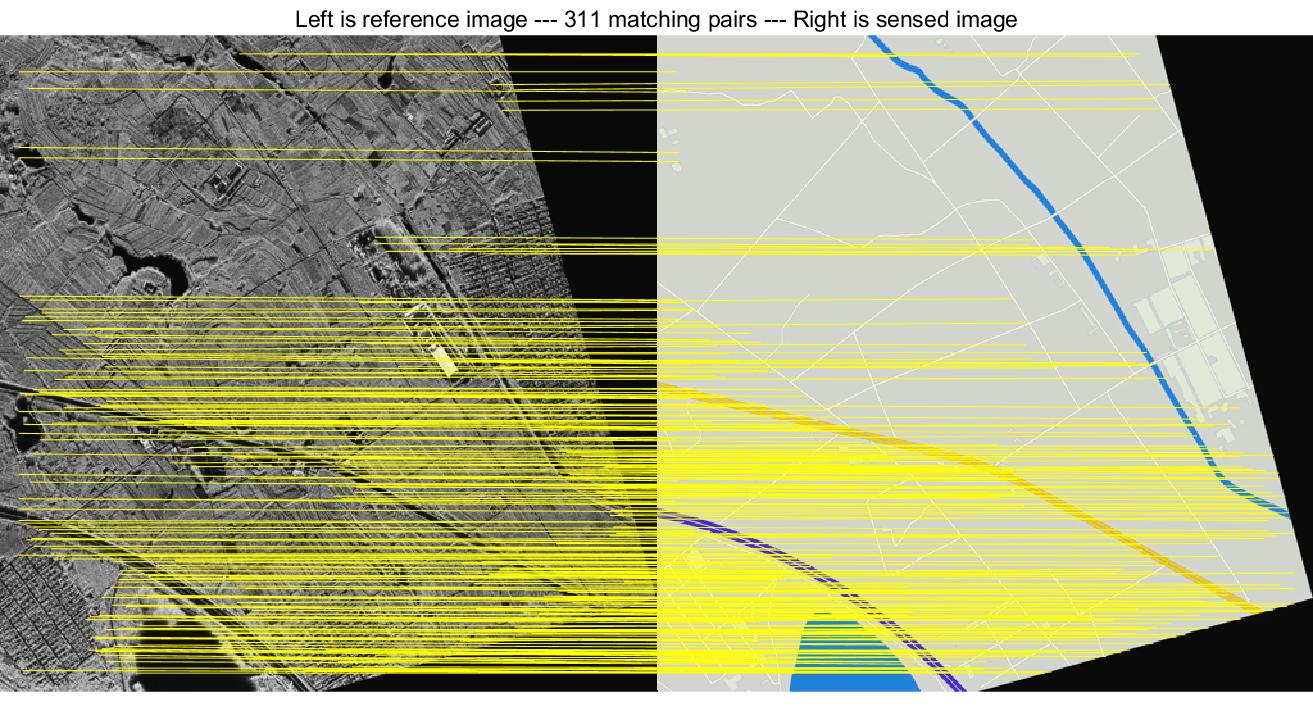 Left is reference image --- 311 matching pairs --- Right is sensed image